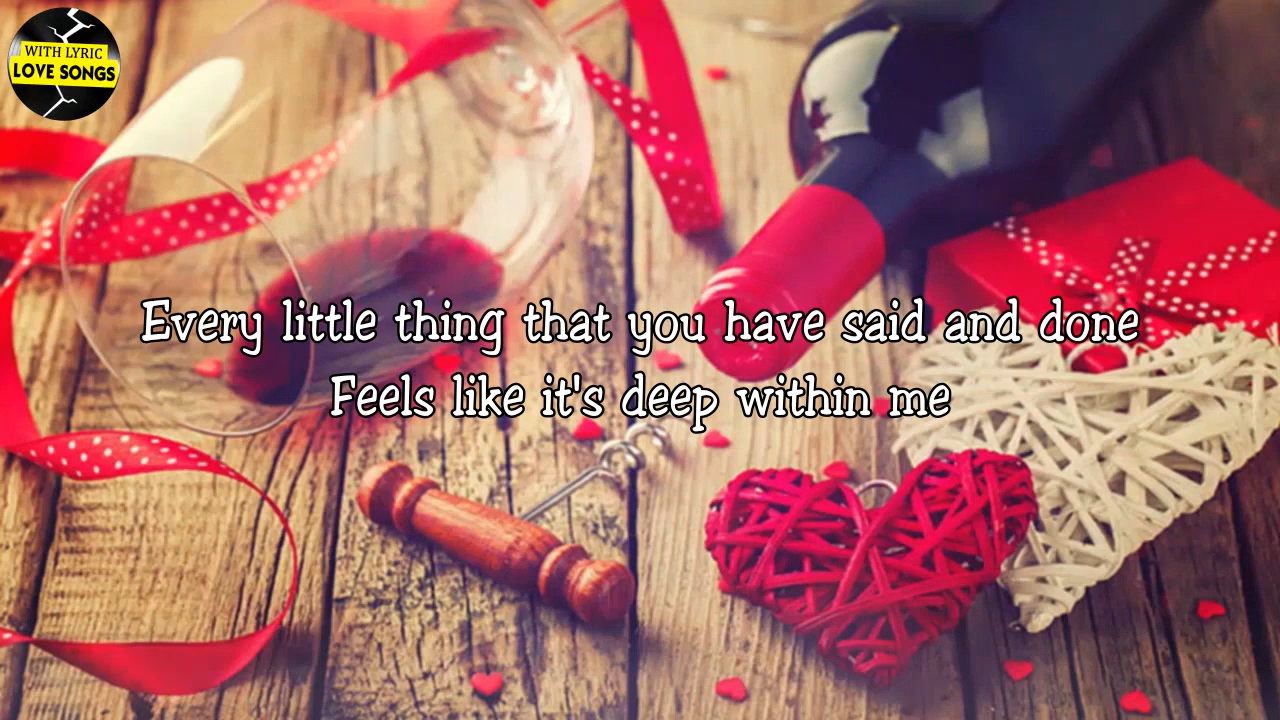 WITH LYRIC
LOVE SONGS
Every little thing that you have said and done
Feels like it's deep within me